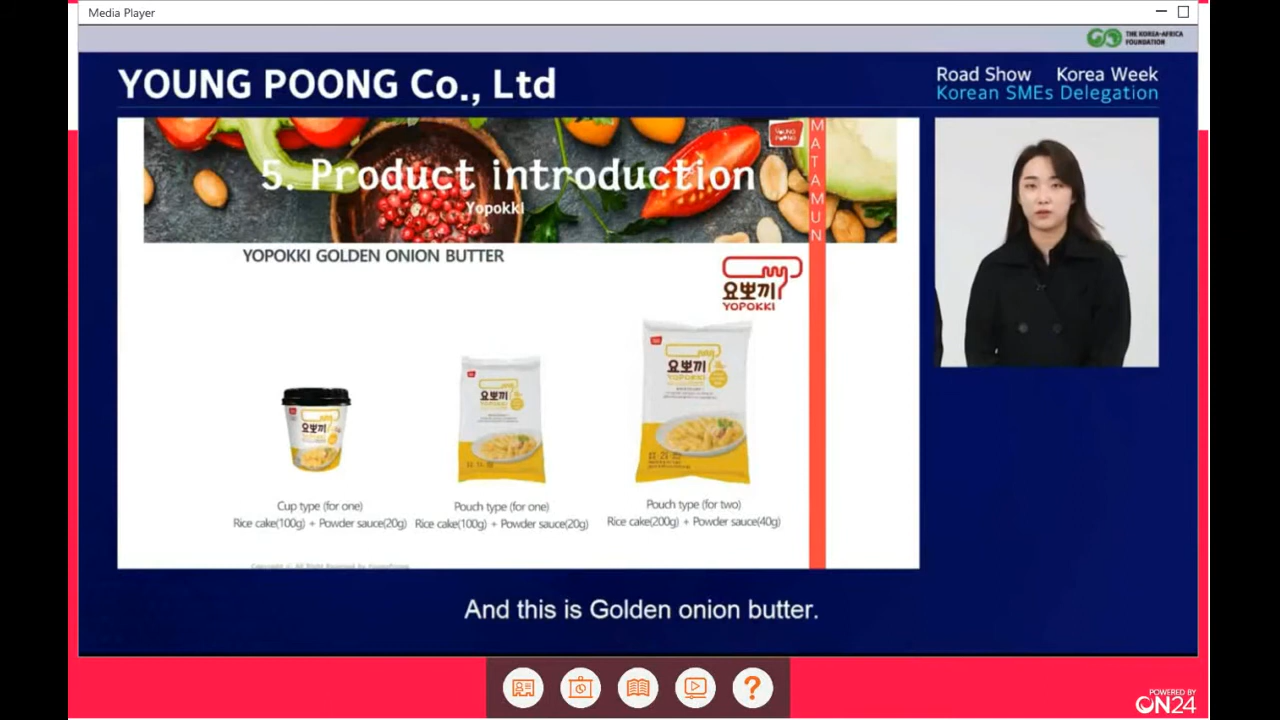 Media Player
THE KOREA-AFRICA
FOUNDATION
YOUNG POONG Co., Ltd
Road Show Korea Week
Korean SMEs Delegation
YOUNG
POONG
MATAMUN
5. Product introduction
Yopokki
YOPOKKI GOLDEN ONION BUTTER
요뽀끼
YOPOKKI
요뽀끼
YOPOKKI
요뽀끼
YOPOKKI
요뽀끼
YOPOKKI
Cup type (for one)
Rice cake(100g) + Powder sauce(20g)
Pouch type (for one)
Rice cake(100g) + Powder sauce(20g)
Pouch type (for two)
Rice cake(200g) + Powder sauce(40g)
And this is Golden onion butter.
POWERED BY
ON24